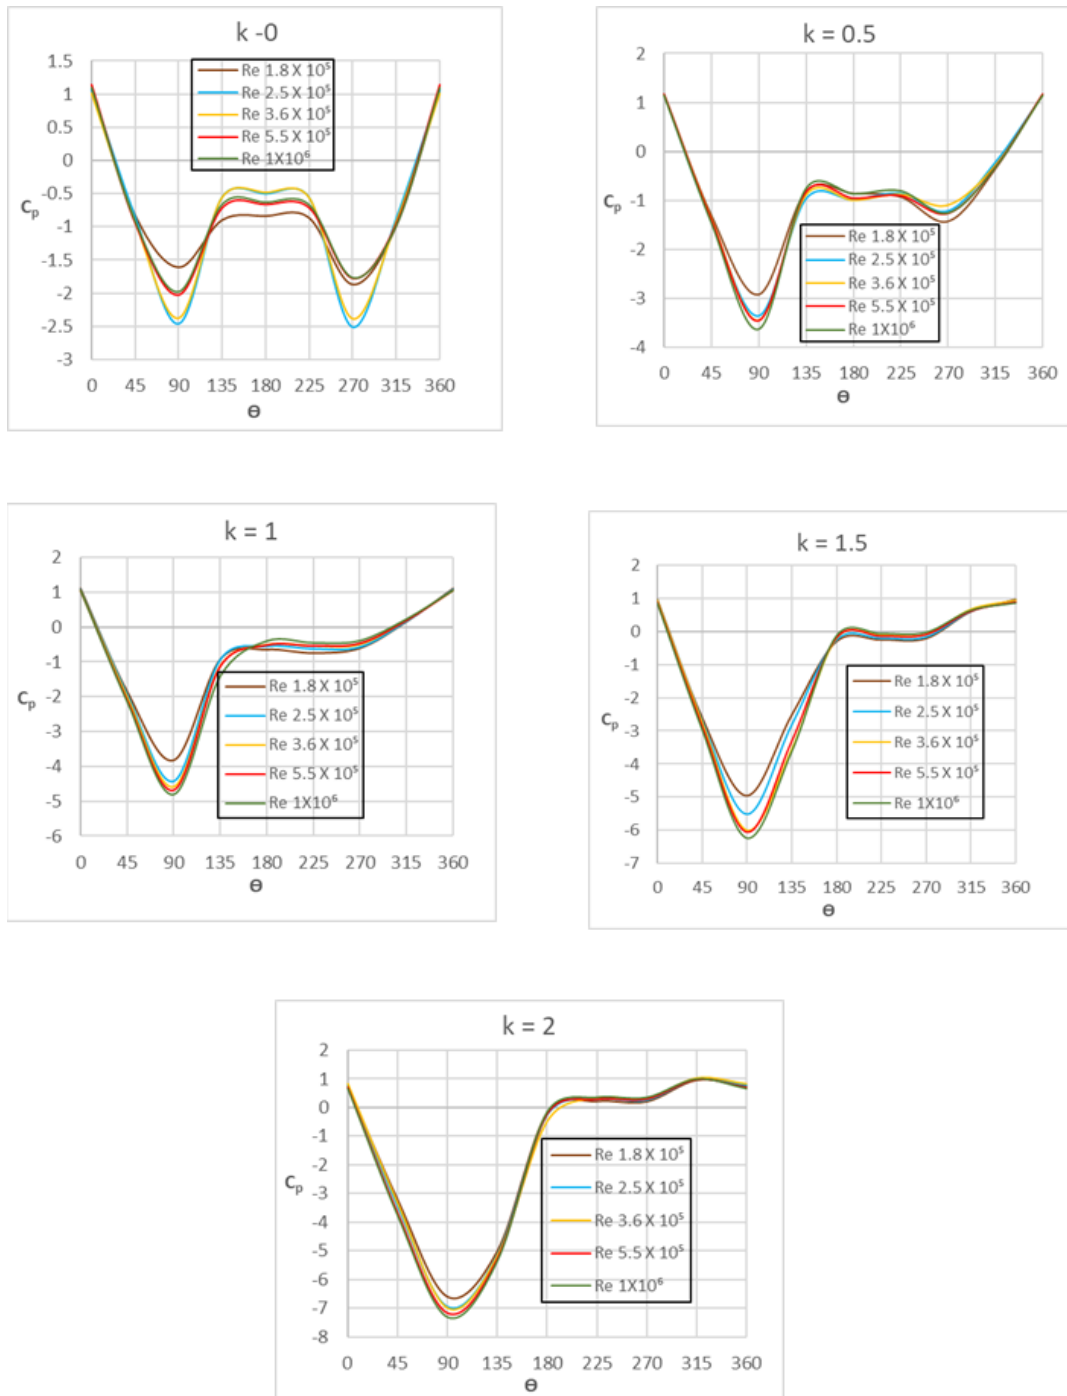 k -0
1.5
1
0.5
0
-0.5
-1
-1.5
-2
-2.5
-3
Cₚ
Re 1.8 X 10⁵
Re 2.5 X 10⁵
Re 3.6 X 10⁵
Re 5.5 X 10⁵
Re 1X10⁶
0 45 90 135 180 225 270 315 360
ɵ
k = 0.5
2
1
0
-1
-2
-3
-4
Cₚ
Re 1.8 X 10⁵
Re 2.5 X 10⁵
Re 3.6 X 10⁵
Re 5.5 X 10⁵
Re 1X10⁶
0 45 90 135 180 225 270 315 360
ɵ
k = 1
2
1
0
-1
-2
-3
-4
-5
-6
Cₚ
Re 1.8 X 10⁵
Re 2.5 X 10⁵
Re 3.6 X 10⁵
Re 5.5 X 10⁵
Re 1X10⁶
0 45 90 135 180 225 270 315 360
ɵ
k = 1.5
2
1
0
-1
-2
-3
-4
-5
-6
-7
Cₚ
Re 1.8 X 10⁵
Re 2.5 X 10⁵
Re 3.6 X 10⁵
Re 5.5 X 10⁵
Re 1X10⁶
0 45 90 135 180 225 270 315 360
ɵ
k = 2
2
1
0
-1
-2
-3
-4
-5
-6
-7
-8
Cₚ
Re 1.8 X 10⁵
Re 2.5 X 10⁵
Re 3.6 X 10⁵
Re 5.5 X 10⁵
Re 1X10⁶
0 45 90 135 180 225 270 315 360
ɵ